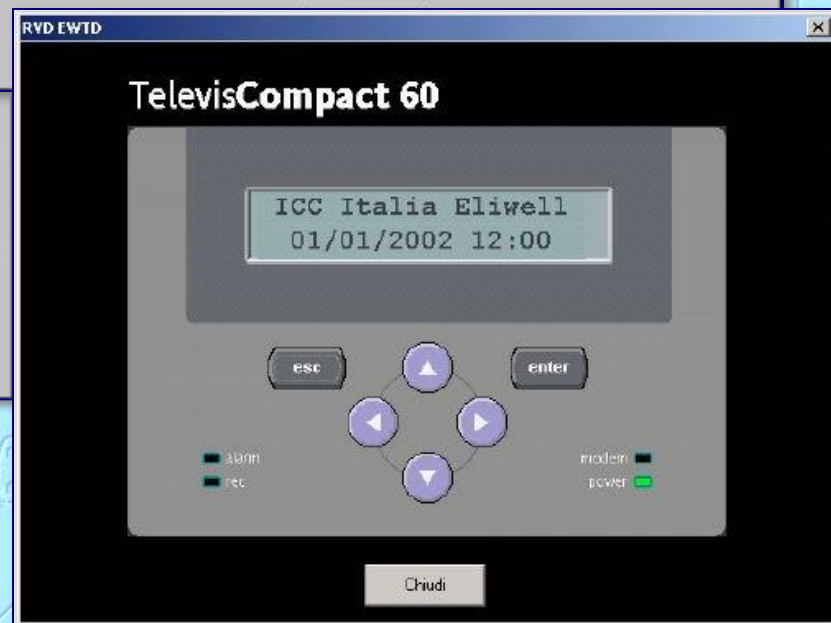 RVD EWTD
TelevisCompact 60
ICC Italia Eliwell
01/01/2002 12:00
esc
enter
alarm
modem
rec
power
Chiudi